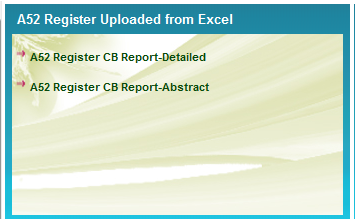 A52 Register Uploaded from Excel
A52 Register CB Report-Detailed
A52 Register CB Report-Abstract